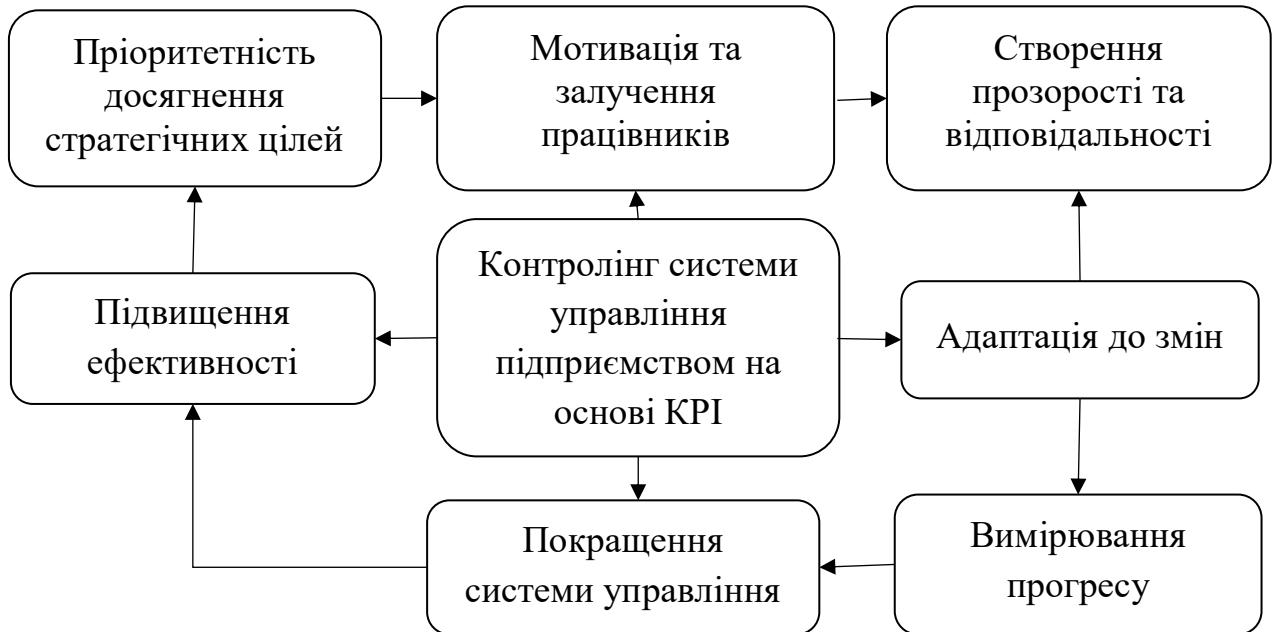 Пріоритетність
досягнення
стратегічних цілей
Мотивація та
залучення
працівників
Створення
прозорості та
відповідальності
Підвищення
ефективності
Контролінг системи
управління
підприємством на
основі КРІ
Адаптація до змін
Покращення
системи управління
Вимірювання
прогресу